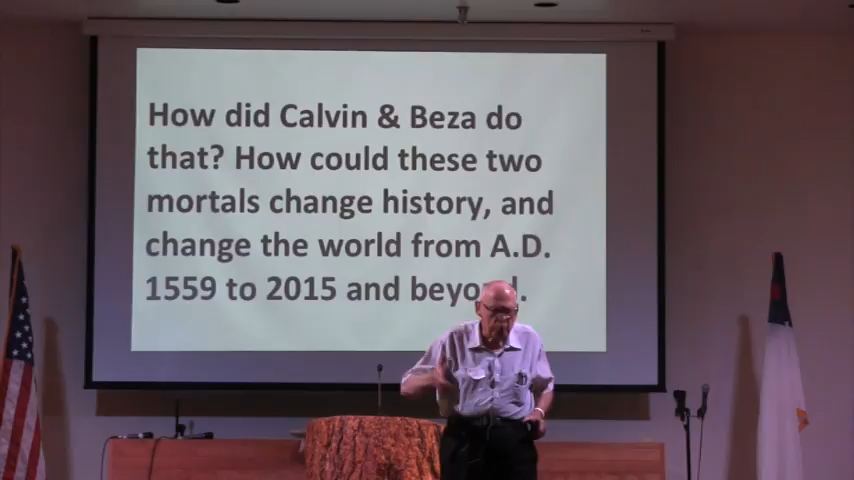 How did Calvin & Beza do
that? How could these two
mortals change history, and
change the world from A.D.
1559 to 2015 and beyond.